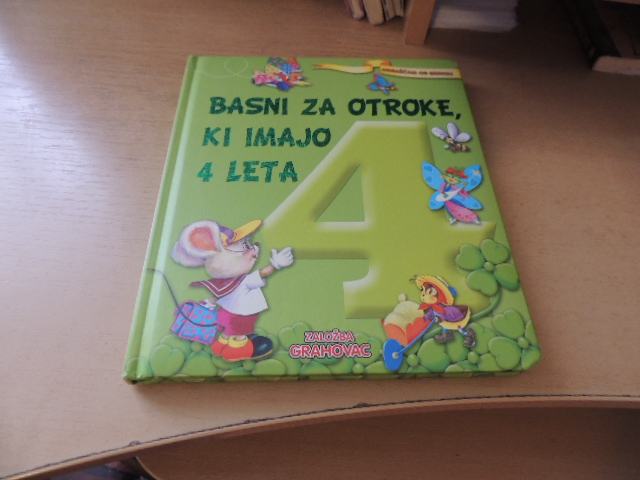 BASNI ZA OTROKE,
KI IMAJO
4 LETA
4
ZALOŽBA
GRAHOVAC